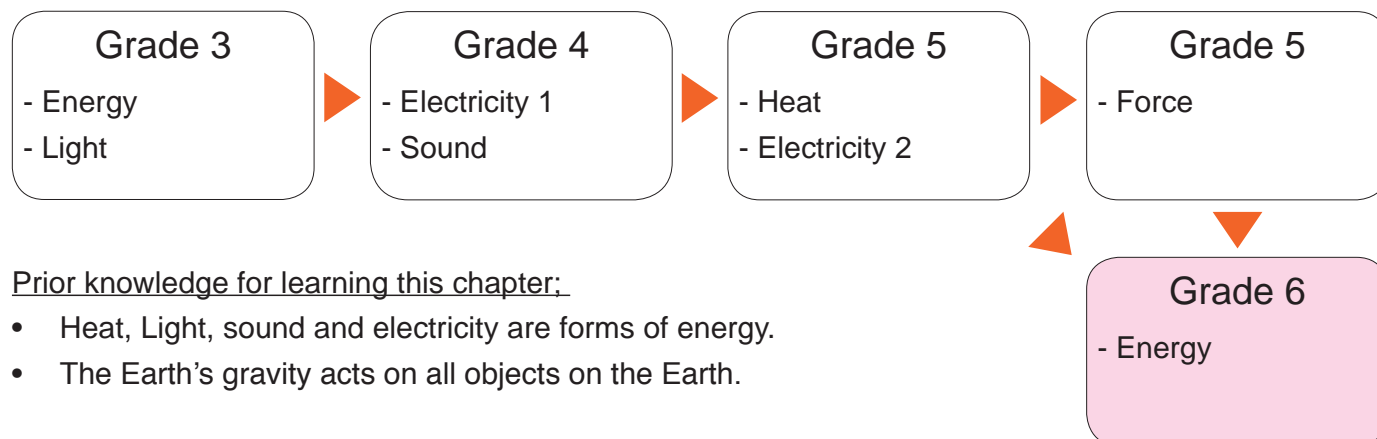 Grade 3
- Energy
- Light
Grade 4
- Electricity 1
- Sound
Grade 5
- Heat
- Electricity 2
Grade 5
- Force
Prior knowledge for learning this chapter;
• Heat, Light, sound and electricity are forms of energy.
• The Earth’s gravity acts on all objects on the Earth.
Grade 6
- Energy